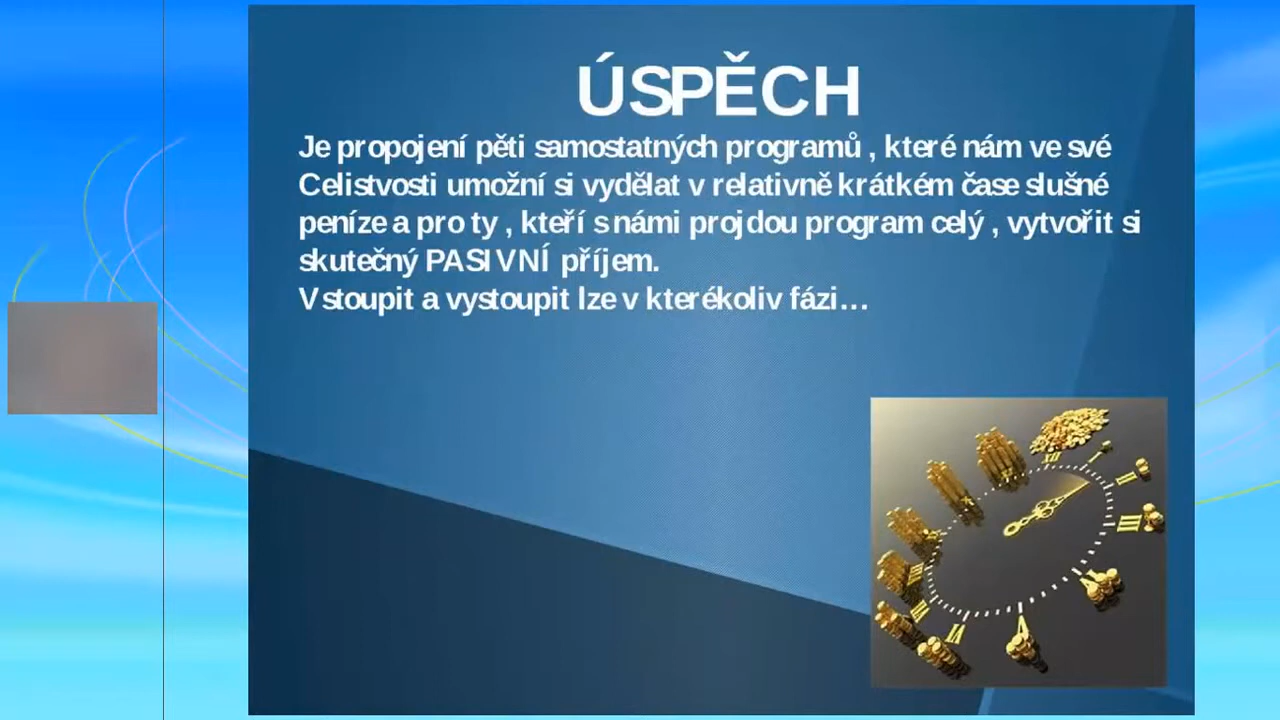 ÚSPĚCH
Je propojení pěti samostatných programů , které nám ve své
Celistvosti umožní si vydělat v relativně krátkém čase slušné
peníze a pro ty , kteří s námi projdou program celý , vytvořit si
skutečný PASIVNÍ příjem.
Vstoupit a vystoupit lze v kterékoliv fázi…